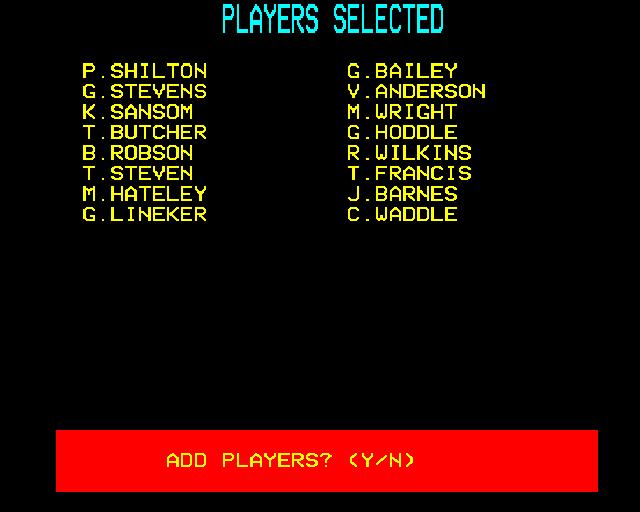 PLAYERS SELECTED
P.SHILTON G.BAILEY
G.STEVENS V.ANDERSON
K.SANSOM M.WRIGHT
T.BUTCHER G.HODDLE
B.ROBSON R.WILKINS
T.STEVEN T.FRANCIS
M.HATELEY J.BARNES
G.LINEKER C.WADDLE
ADD PLAYERS? (Y/N)